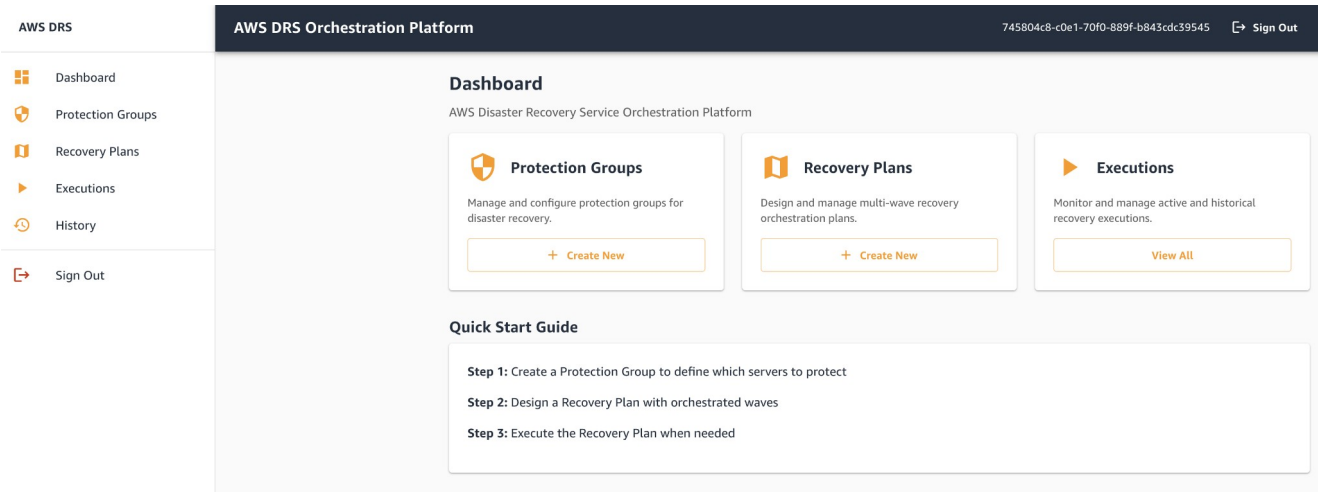 AWS DRS
AWS DRS Orchestration Platform
745804c8-c0e1-70f0-889f-b843cdc39545
Sign Out
Dashboard
Protection Groups
Recovery Plans
Executions
History
Sign Out
Dashboard
AWS Disaster Recovery Service Orchestration Platform
Protection Groups
Manage and configure protection groups for
disaster recovery.
+ Create New
Recovery Plans
Design and manage multi-wave recovery
orchestration plans.
+ Create New
Executions
Monitor and manage active and historical
recovery executions.
View All
Quick Start Guide
Step 1: Create a Protection Group to define which servers to protect
Step 2: Design a Recovery Plan with orchestrated waves
Step 3: Execute the Recovery Plan when needed